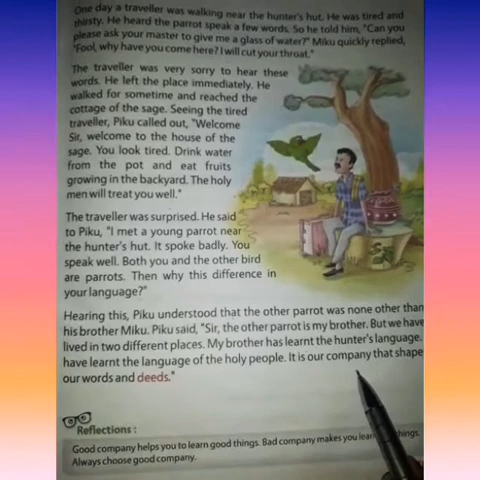 One day a traveller was walking near the hunter's hut. He was tired and
thirsty. He heard the parrot speak a few words. So he told him, "Can you
please ask your master to give me a glass of water?" Miku quickly replied,
"Fool, why have you come here? I will cut your throat."
The traveller was very sorry to hear these
words. He left the place immediately. He
walked for sometime and reached the
cottage of the sage. Seeing the tired
traveller, Piku called out, "Welcome
Sir, welcome to the house of the
sage. You look tired. Drink water
from the pot and eat fruits
growing in the backyard. The holy
men will treat you well."
The traveller was surprised. He said
to Piku, "I met a young parrot near
the hunter's hut. It spoke badly. You
speak well. Both you and the other bird
are parrots. Then why this difference in
your language?"
Hearing this, Piku understood that the other parrot was none other than
his brother Miku. Piku said, "Sir, the other parrot is my brother. But we have
lived in two different places. My brother has learnt the hunter's language.
have learnt the language of the holy people. It is our company that shape
our words and deeds."
Reflections :
Good company helps you to learn good things. Bad company makes you things.
Always choose good company.